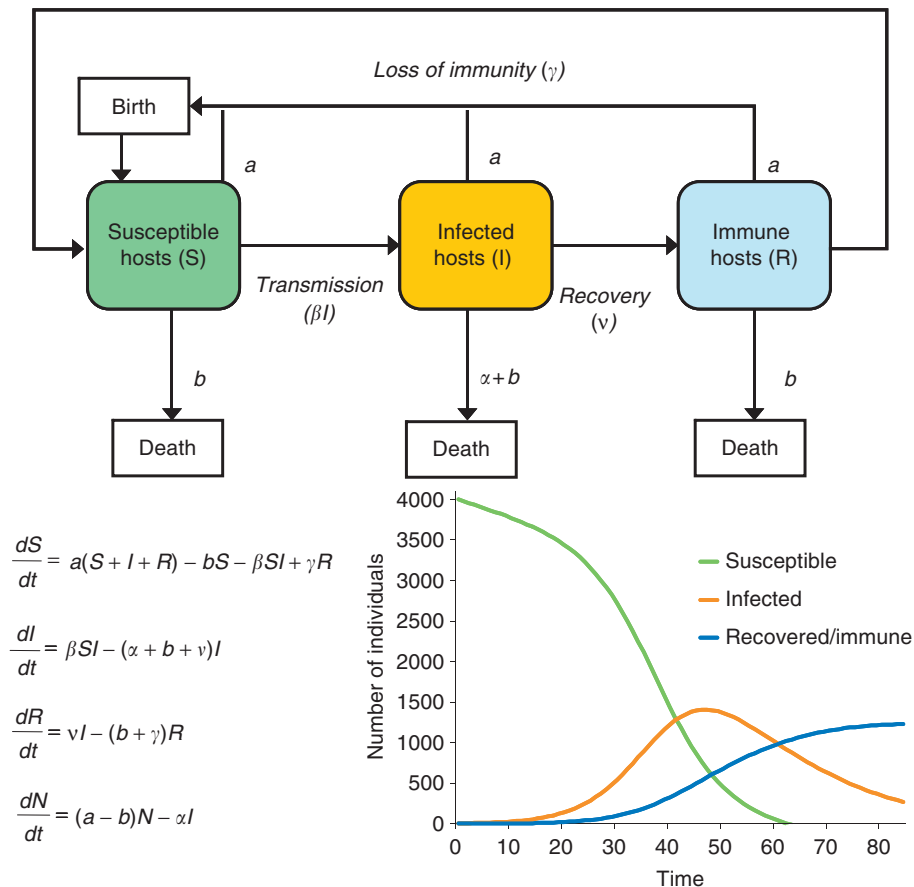 Loss of immunity (γ)
Birth
a
a
a
Susceptible
hosts (S)
Infected
hosts (I)
Immune
hosts (R)
Transmission
(βI)
Recovery
(ν)
b
α + b
b
Death
Death
Death
dS/dt = a(S + I + R) – bS – βSI + γR
dI/dt = βSI – (α + b + ν)I
dR/dt = νI – (b + γ)R
dN/dt = (a – b)N – αI
4000
3500
3000
2500
2000
1500
1000
500
0
Number of individuals
Susceptible
Infected
Recovered/immune
0 10 20 30 40 50 60 70 80
Time